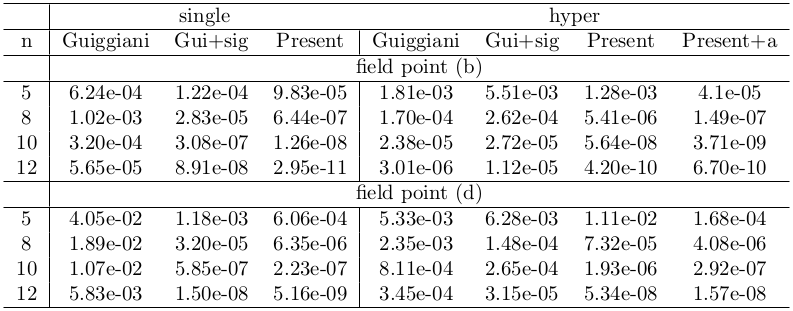 single hyper
n Guiggiani Gui+sig Present Guiggiani Gui+sig Present Present+a
field point (b)
5 6.24e-04 1.22e-04 9.83e-05 1.81e-03 5.51e-03 1.28e-03 4.1e-05
8 1.02e-03 2.83e-05 6.44e-07 1.70e-04 2.62e-04 5.41e-06 1.49e-07
10 3.20e-04 3.08e-07 1.26e-08 2.38e-05 2.72e-05 5.64e-08 3.71e-09
12 5.65e-05 8.91e-08 2.95e-11 3.01e-06 1.12e-05 4.20e-10 6.70e-10
field point (d)
5 4.05e-02 1.18e-03 6.06e-04 5.33e-03 6.28e-03 1.11e-02 1.68e-04
8 1.89e-02 3.20e-05 6.35e-06 2.35e-03 1.48e-04 7.32e-05 4.08e-06
10 1.07e-02 5.85e-07 2.23e-07 8.11e-04 2.65e-04 1.93e-06 2.92e-07
12 5.83e-03 1.50e-08 5.16e-09 3.45e-04 3.15e-05 5.34e-08 1.57e-08